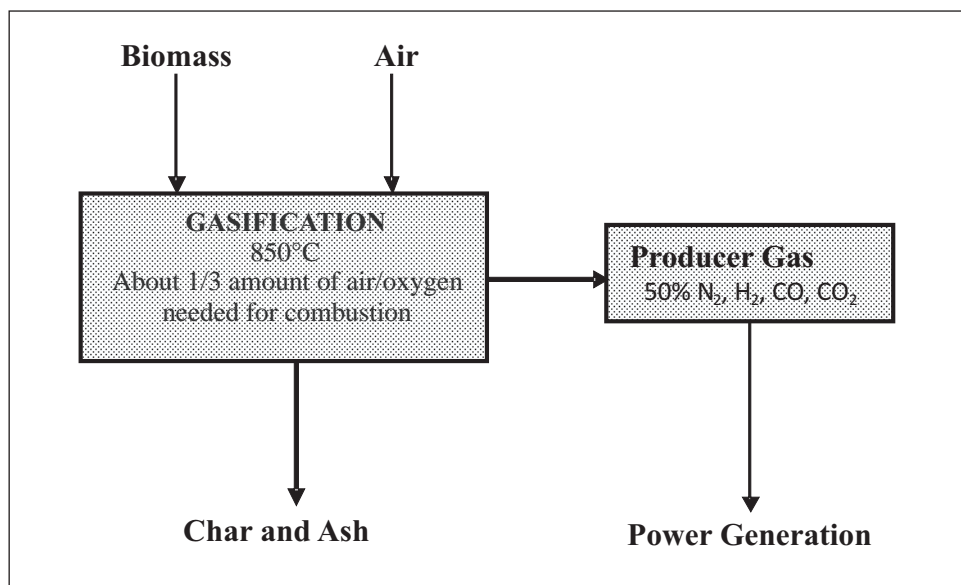 Biomass
Air
GASIFICATION
850°C
About 1/3 amount of air/oxygen
needed for combustion
Producer Gas
50% N₂, H₂, CO, CO₂
Char and Ash
Power Generation